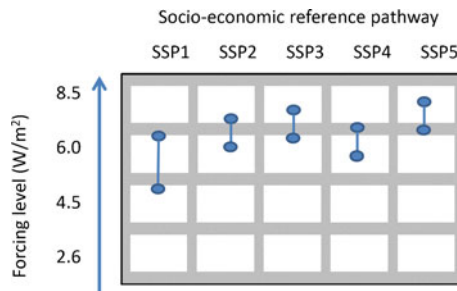 Socio-economic reference pathway
SSP1 SSP2 SSP3 SSP4 SSP5
Forcing level (W/m²)
8.5
6.0
4.5
2.6